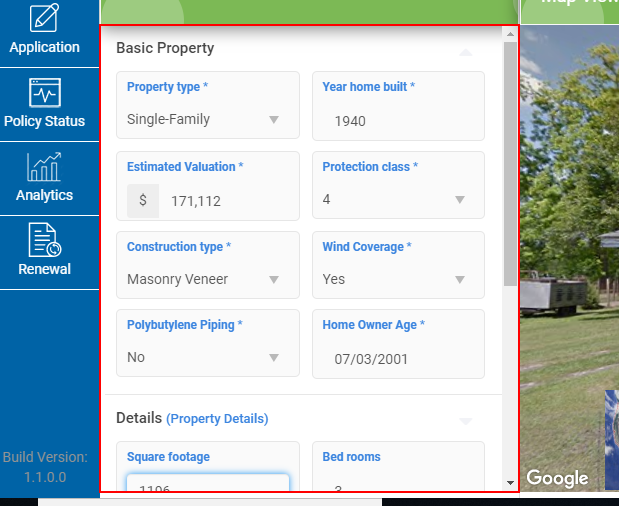 Application
Policy Status
Analytics
Renewal
Build Version:
1.1.0.0
Basic Property
Property type *
Year home built *
Single-Family
1940
Estimated Valuation *
Protection class *
$ 171,112
4
Construction type *
Wind Coverage *
Masonry Veneer
Yes
Polybutylene Piping *
Home Owner Age *
No
07/03/2001
Details (Property Details)
Square footage
Bed rooms
1196
3
Map View
Google